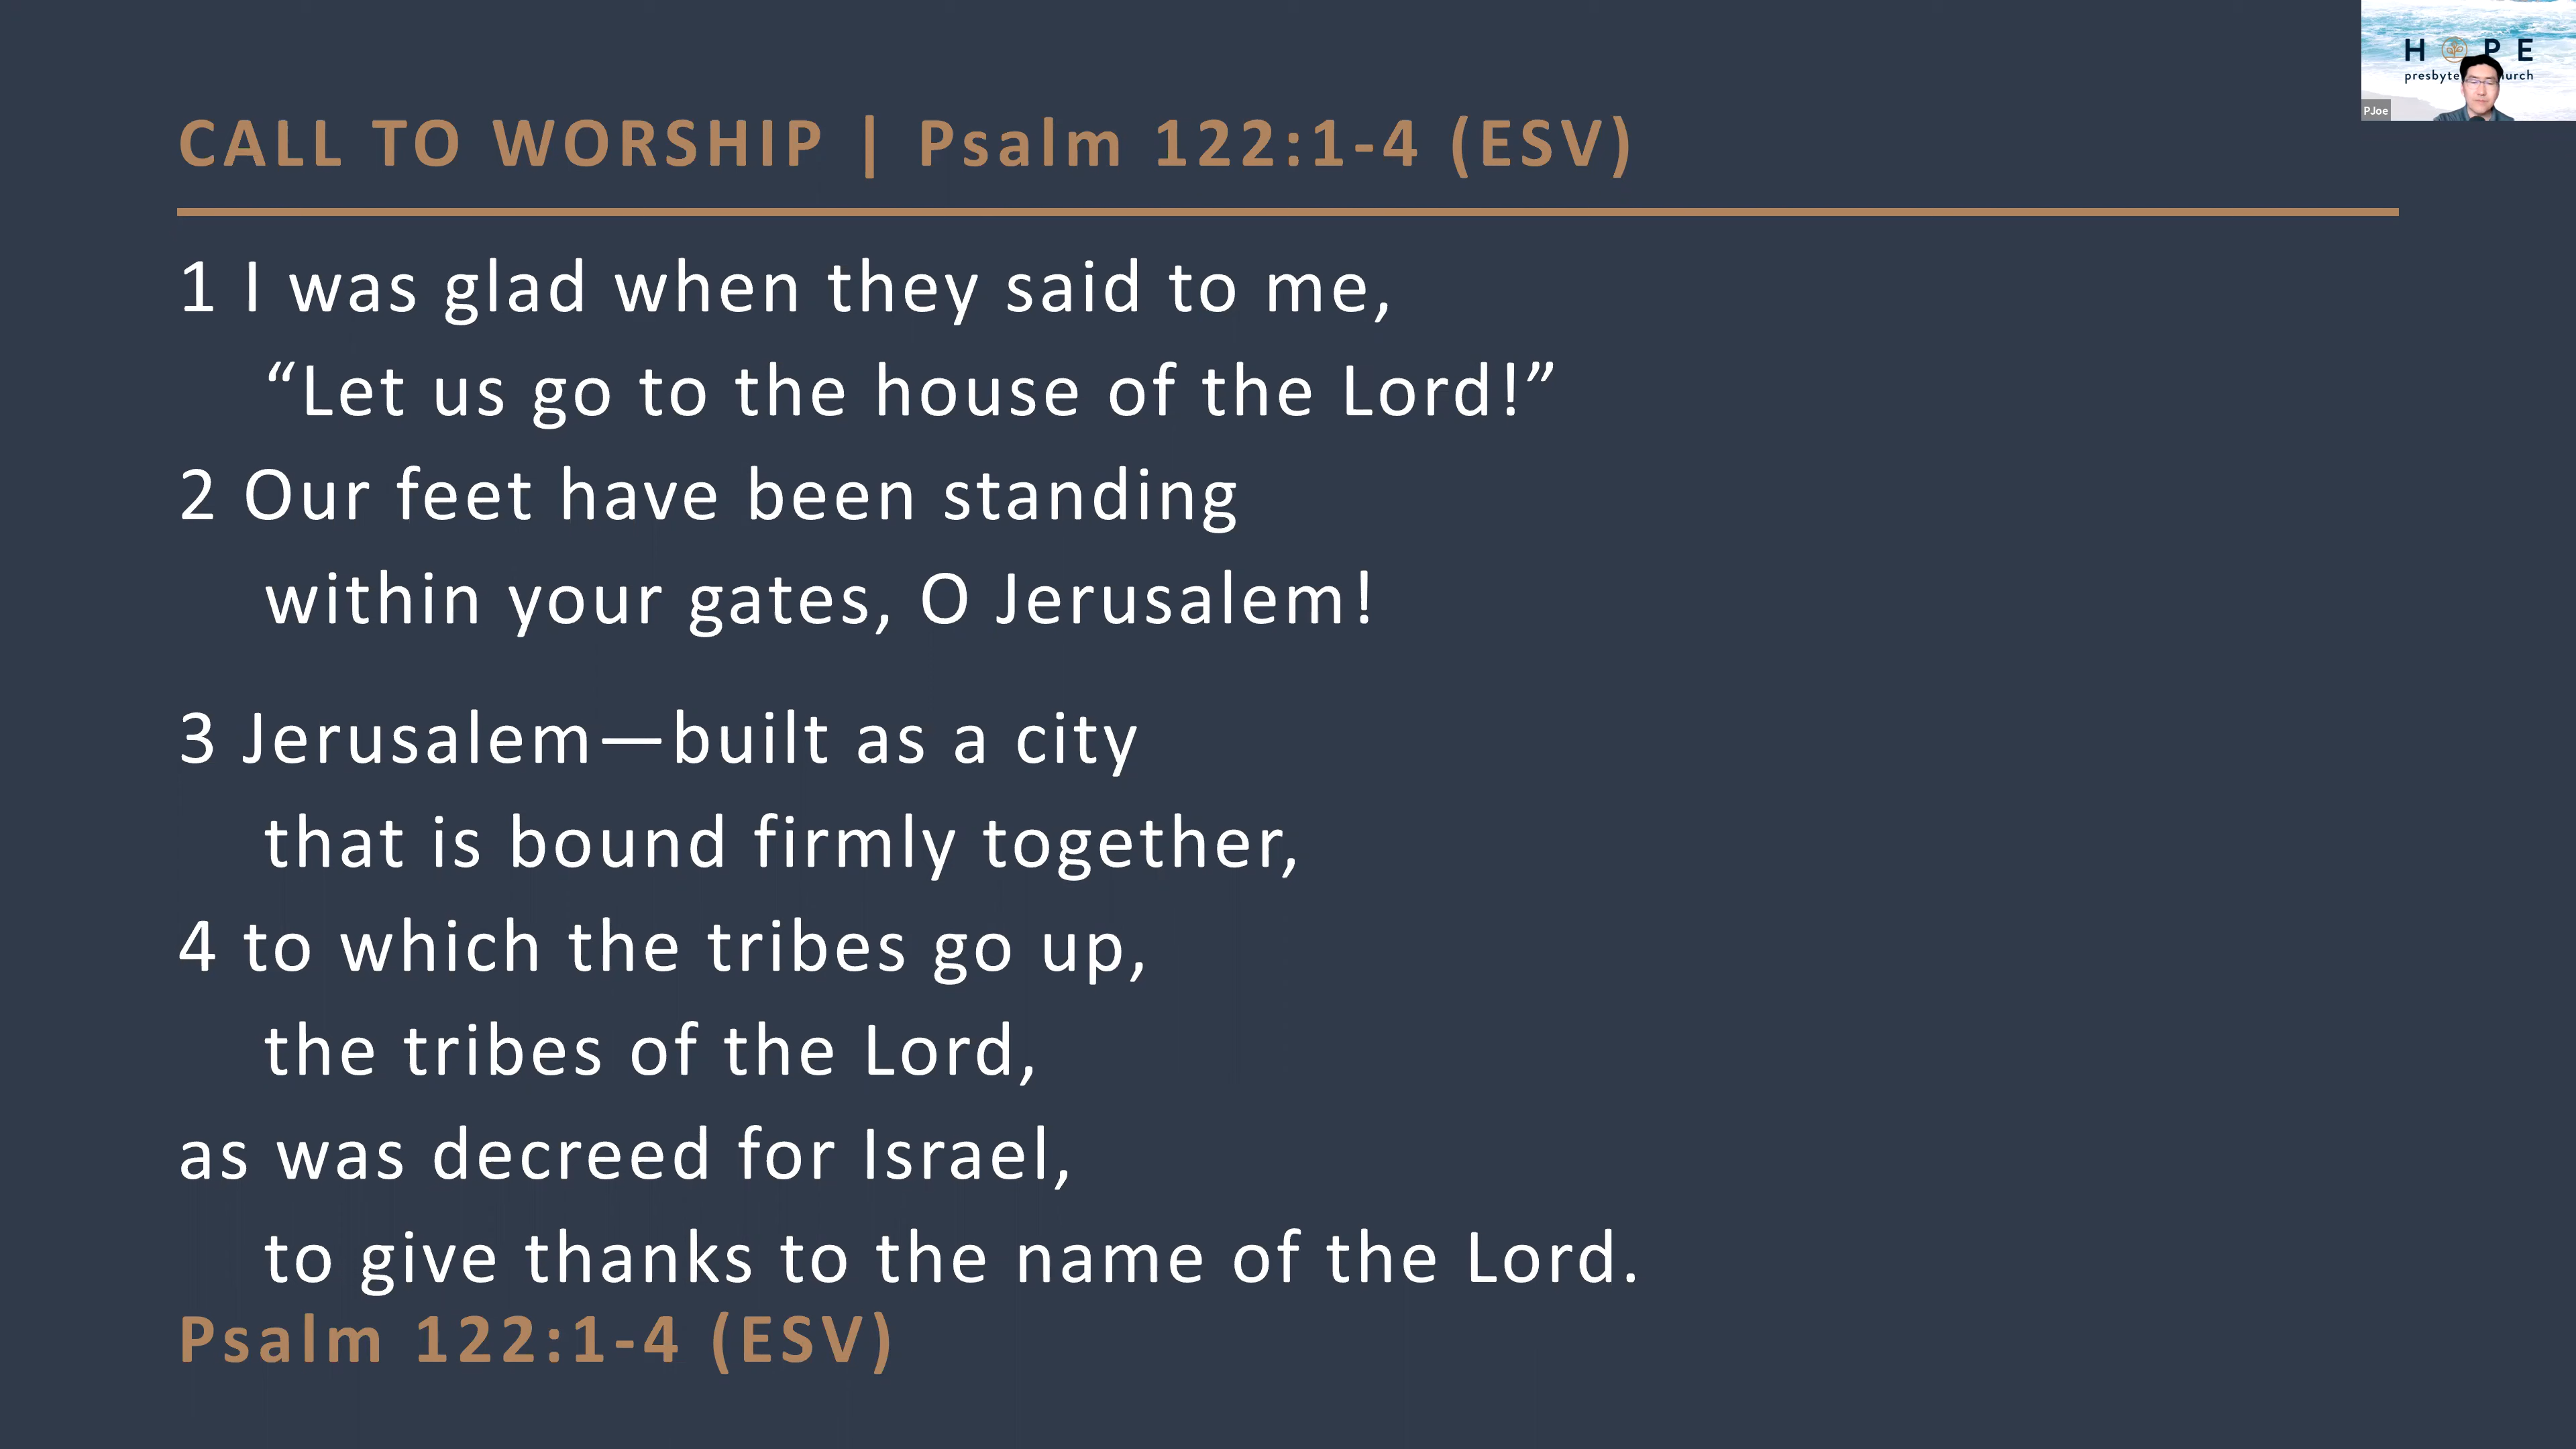 CALL TO WORSHIP | Psalm 122:1-4 (ESV)
1 I was glad when they said to me,
“Let us go to the house of the Lord!”
2 Our feet have been standing
within your gates, O Jerusalem!
3 Jerusalem—built as a city
that is bound firmly together,
4 to which the tribes go up,
the tribes of the Lord,
as was decreed for Israel,
to give thanks to the name of the Lord.
Psalm 122:1-4 (ESV)
H PE
PJoe